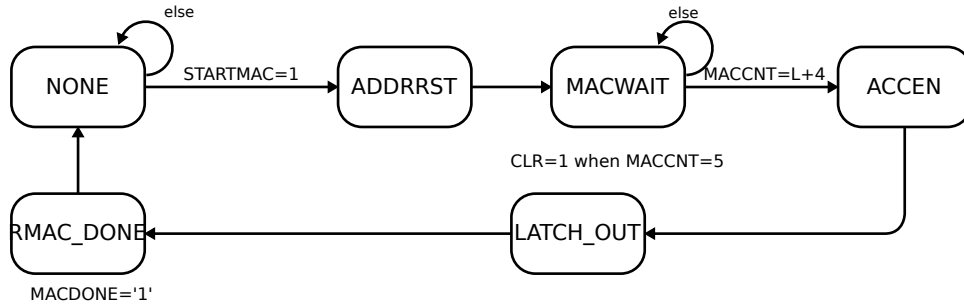 else
else
NONE
STARTMAC=1
ADDRRST
MACWAIT
MACCNT=L+4
ACCEN
CLR=1 when MACCNT=5
RMAC_DONE
LATCH_OUT
MACDONE='1'